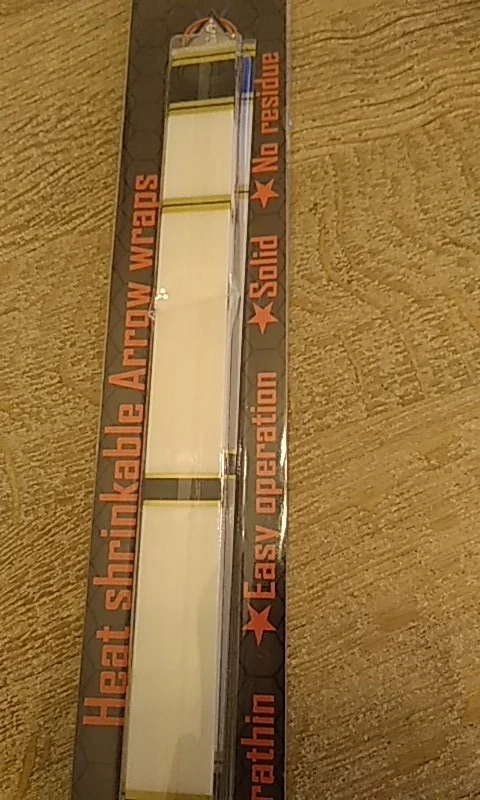 Heat shrinkable Arrow wraps
rathin ★ Easy operation ★ Solid ★ No residue